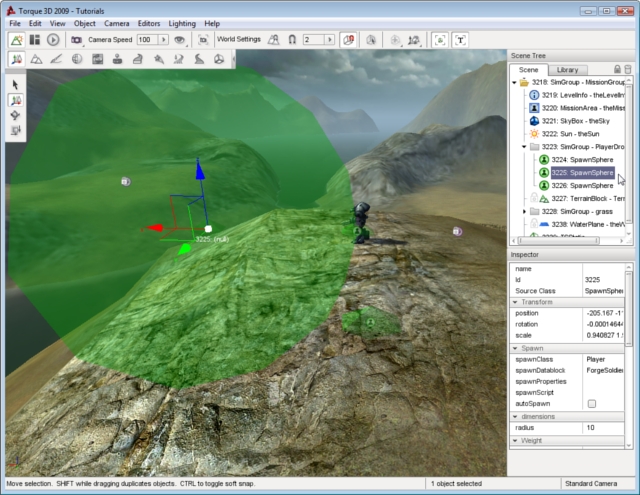 Torque 3D 2009 - Tutorials
File Edit View Object Camera Editors Lighting Help
Camera Speed 100 World Settings 2
Scene Tree
Scene Library
3218: SimGroup - MissionGroup
3219: LevelInfo - theLevelIn
3220: MissionArea - theMiss
3221: SkyBox - theSky
3222: Sun - theSun
3223: SimGroup - PlayerDro
3224: SpawnSphere
3225: SpawnSphere
3226: SpawnSphere
3227: TerrainBlock - Terr
3228: SimGroup - grass
3238: WaterPlane - theW
3225: (null)
Inspector
name
Id 3225
Source Class SpawnSpher
Transform
position -205.167 -1
rotation -0.0001464
scale 0.940827 1.
Spawn
spawnClass Player
spawnDatablock ForgeSoldier
spawnProperties
spawnScript
autoSpawn
dimensions
radius 10
Weight
Move selection. SHIFT while dragging duplicates objects. CTRL to toggle soft snap.
1 object selected
Standard Camera